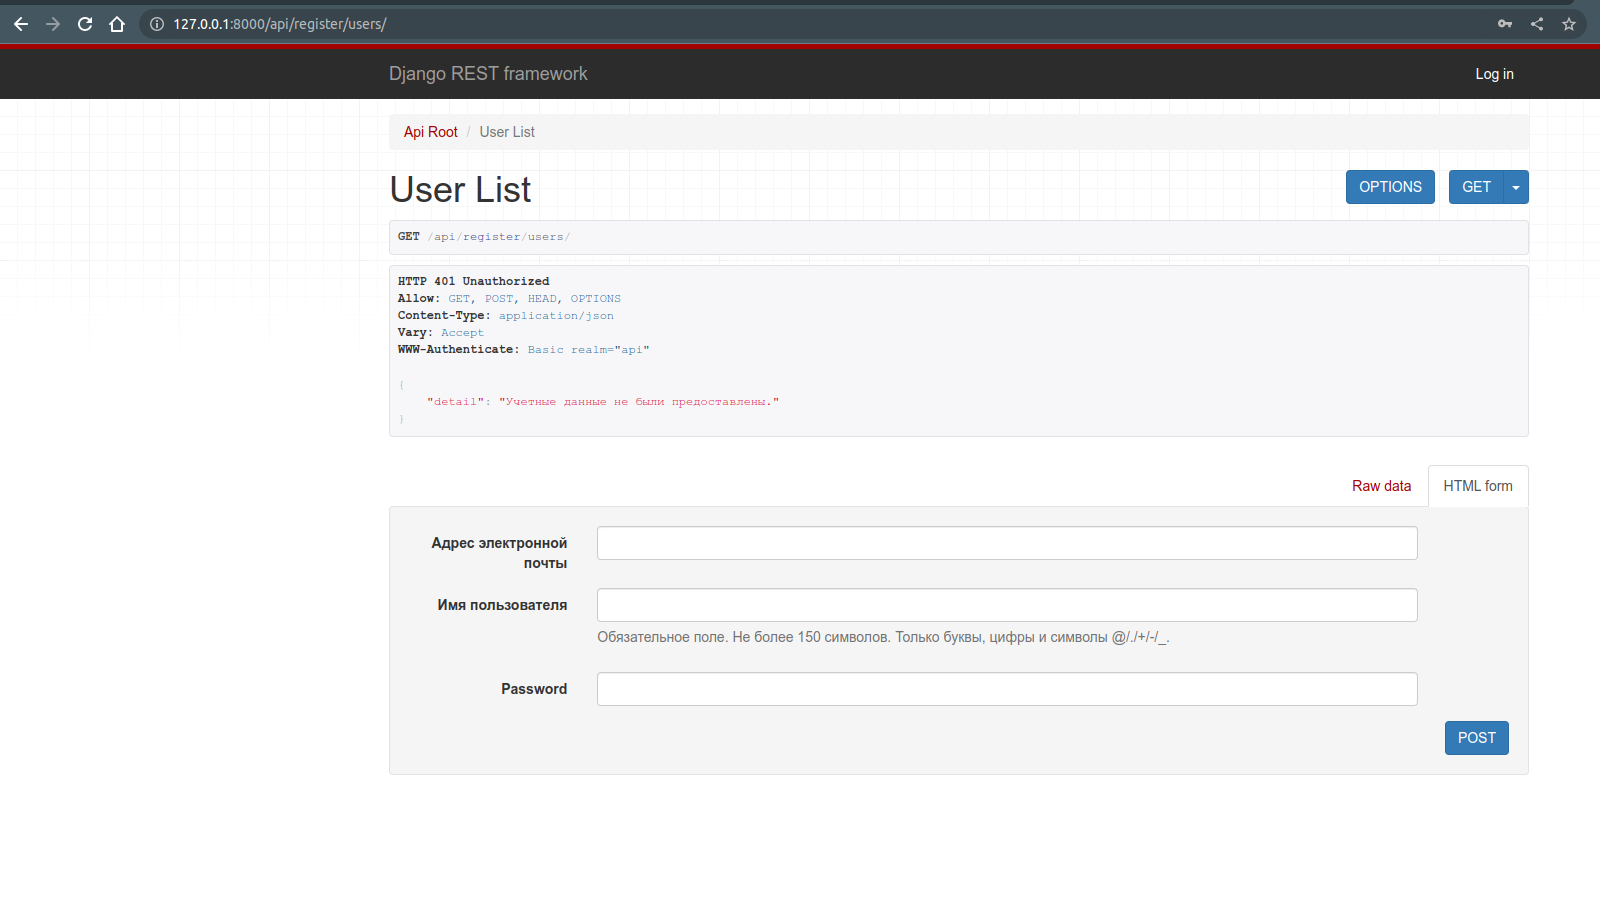 127.0.0.1:8000/api/register/users/
Django REST framework
Log in
Api Root / User List
User List
OPTIONS
GET
GET /api/register/users/
HTTP 401 Unauthorized
Allow: GET, POST, HEAD, OPTIONS
Content-Type: application/json
Vary: Accept
WWW-Authenticate: Basic realm="api"
{
"detail": "Учетные данные не были предоставлены."
}
Raw data
HTML form
Адрес электронной
почты
Имя пользователя
Обязательное поле. Не более 150 символов. Только буквы, цифры и символы @/./+/-/_.
Password
POST